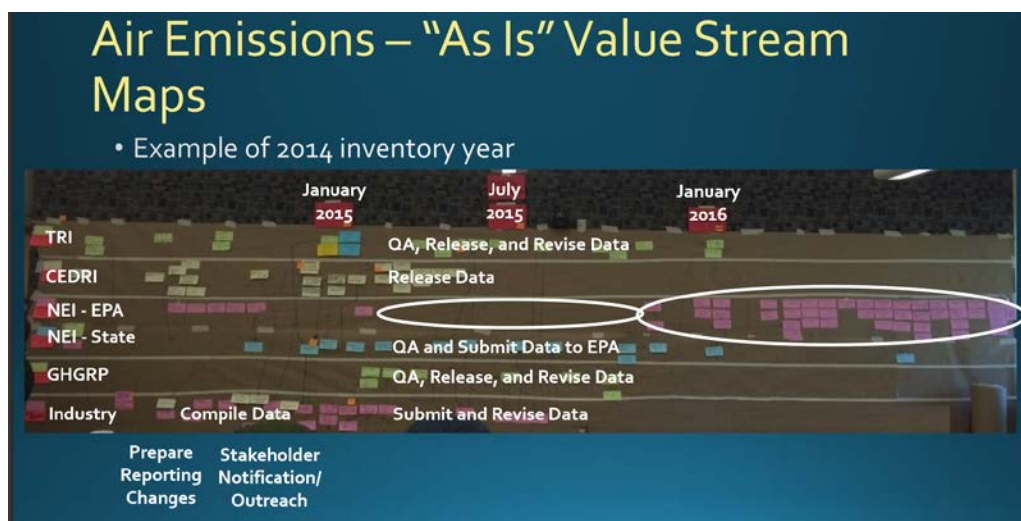 Air Emissions – “As Is” Value Stream
Maps
• Example of 2014 inventory year
January
2015
July
2015
January
2016
TRI
QA, Release, and Revise Data
CEDRI
Release Data
NEI - EPA
NEI - State
QA and Submit Data to EPA
GHGRP
QA, Release, and Revise Data
Industry
Compile Data
Submit and Revise Data
Prepare
Reporting
Changes
Stakeholder
Notification/
Outreach